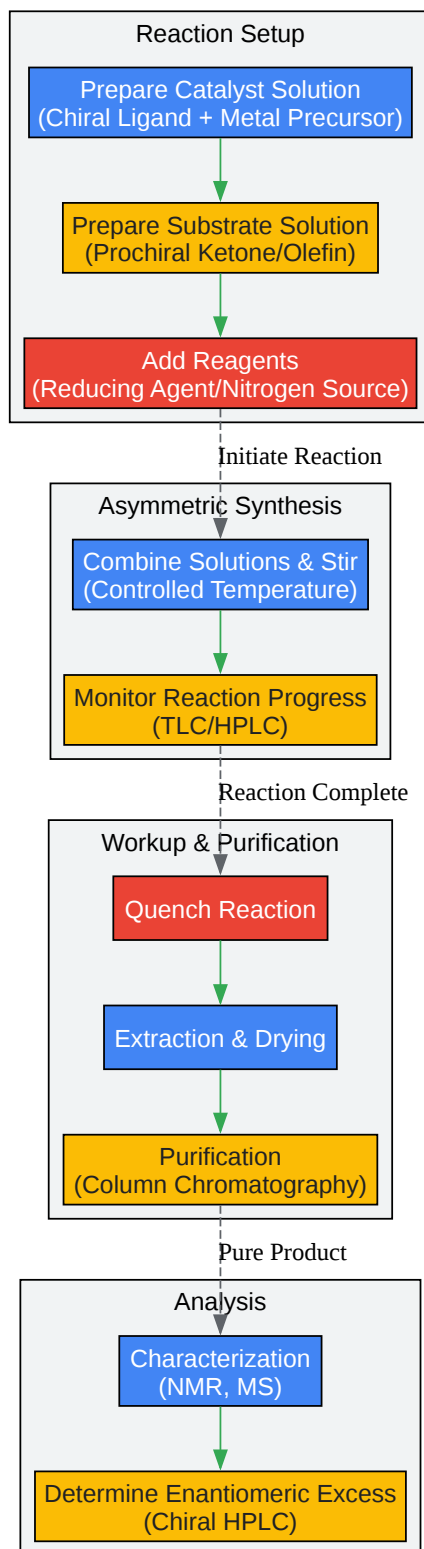 Reaction Setup
Prepare Catalyst Solution
(Chiral Ligand + Metal Precursor)
Prepare Substrate Solution
(Prochiral Ketone/Olefin)
Add Reagents
(Reducing Agent/Nitrogen Source)
Initiate Reaction
Asymmetric Synthesis
Combine Solutions & Stir
(Controlled Temperature)
Monitor Reaction Progress
(TLC/HPLC)
Reaction Complete
Workup & Purification
Quench Reaction
Extraction & Drying
Purification
(Column Chromatography)
Pure Product
Analysis
Characterization
(NMR, MS)
Determine Enantiomeric Excess
(Chiral HPLC)